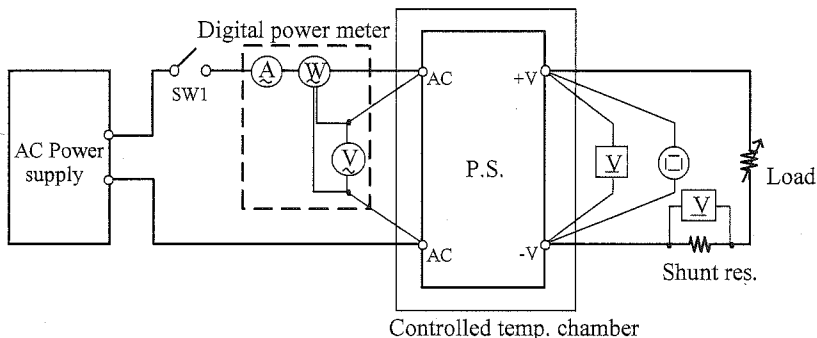 Digital power meter
A
W
SW1
V
AC Power
supply
AC
AC
P.S.
+V
-V
V
V
Load
Shunt res.
Controlled temp. chamber